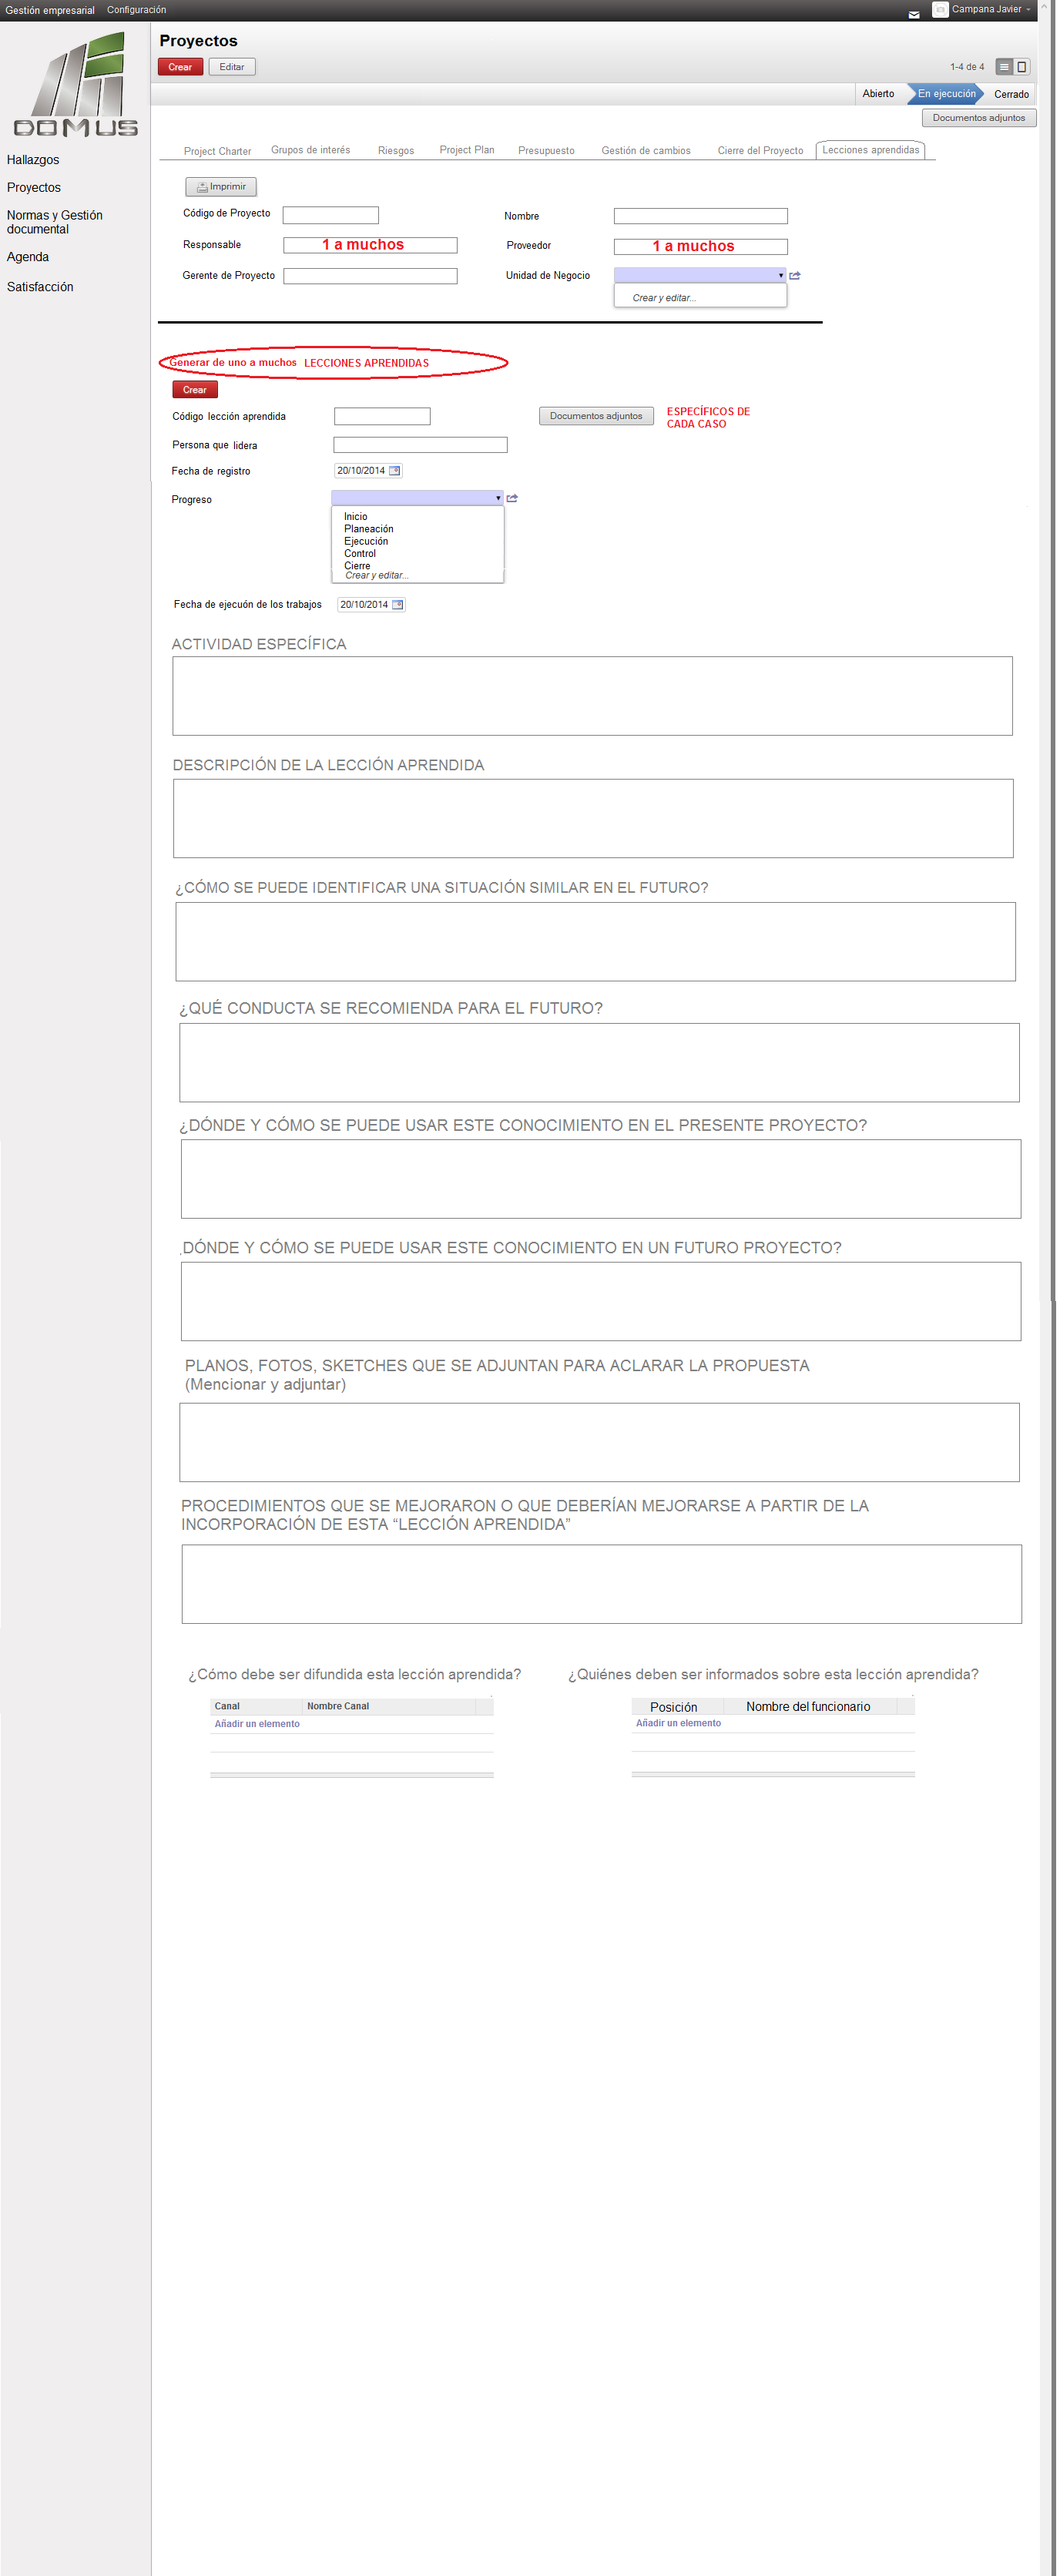 Gestión empresarial Configuración
Campana Javier
DOMUS
Hallazgos
Proyectos
Normas y Gestión
documental
Agenda
Satisfacción
Proyectos
Crear Editar
1-4 de 4
Abierto En ejecución Cerrado
Documentos adjuntos
Project Charter Grupos de interés Riesgos Project Plan Presupuesto Gestión de cambios Cierre del Proyecto Lecciones aprendidas
Imprimir
Código de Proyecto Nombre
Responsable 1 a muchos Proveedor 1 a muchos
Gerente de Proyecto Unidad de Negocio
Crear y editar...
Generar de uno a muchos LECCIONES APRENDIDAS
Crear
Código lección aprendida Documentos adjuntos ESPECÍFICOS DE
CADA CASO
Persona que lidera
Fecha de registro 20/10/2014
Progreso
Inicio
Planeación
Ejecución
Control
Cierre
Crear y editar...
Fecha de ejecuón de los trabajos 20/10/2014
ACTIVIDAD ESPECÍFICA
DESCRIPCIÓN DE LA LECCIÓN APRENDIDA
¿CÓMO SE PUEDE IDENTIFICAR UNA SITUACIÓN SIMILAR EN EL FUTURO?
¿QUÉ CONDUCTA SE RECOMIENDA PARA EL FUTURO?
¿DÓNDE Y CÓMO SE PUEDE USAR ESTE CONOCIMIENTO EN EL PRESENTE PROYECTO?
DÓNDE Y CÓMO SE PUEDE USAR ESTE CONOCIMIENTO EN UN FUTURO PROYECTO?
PLANOS, FOTOS, SKETCHES QUE SE ADJUNTAN PARA ACLARAR LA PROPUESTA
(Mencionar y adjuntar)
PROCEDIMIENTOS QUE SE MEJORARON O QUE DEBERÍAN MEJORARSE A PARTIR DE LA
INCORPORACIÓN DE ESTA “LECCIÓN APRENDIDA”
¿Cómo debe ser difundida esta lección aprendida?
Canal Nombre Canal
Añadir un elemento
¿Quiénes deben ser informados sobre esta lección aprendida?
Posición Nombre del funcionario
Añadir un elemento